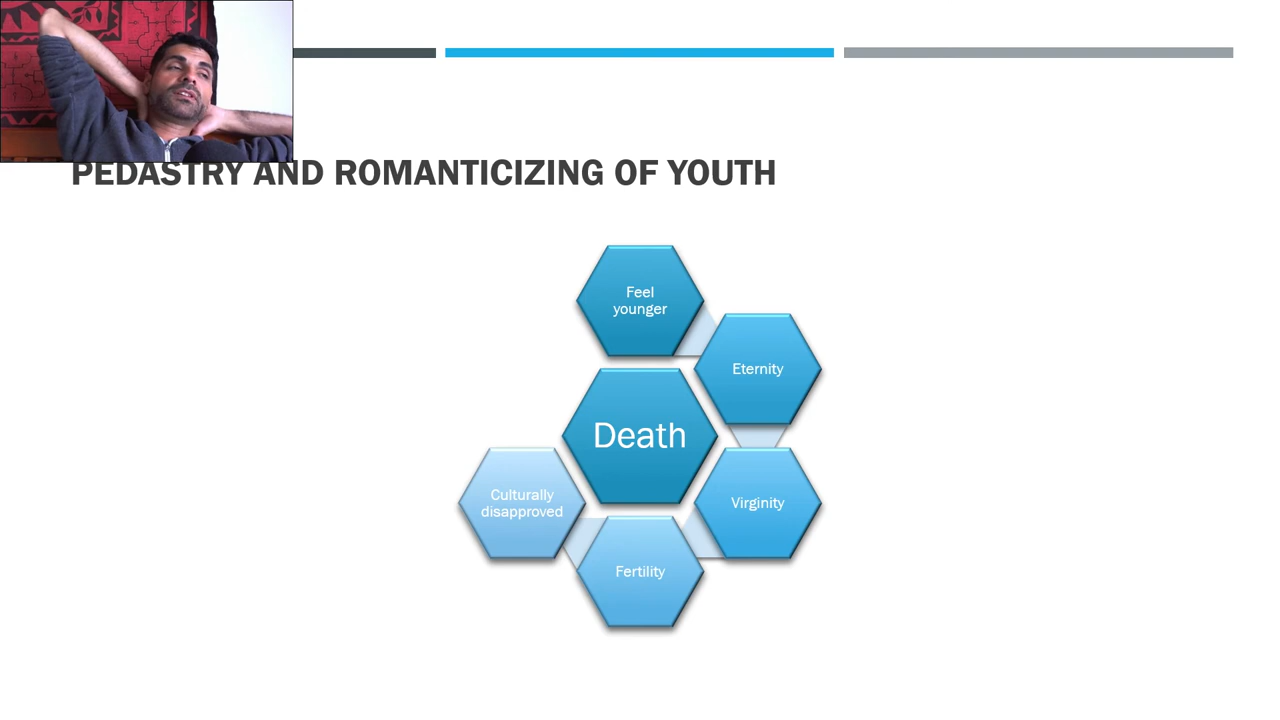 PEDASTRY AND ROMANTICIZING OF YOUTH
Feel
younger
Eternity
Death
Virginity
Culturally
disapproved
Fertility